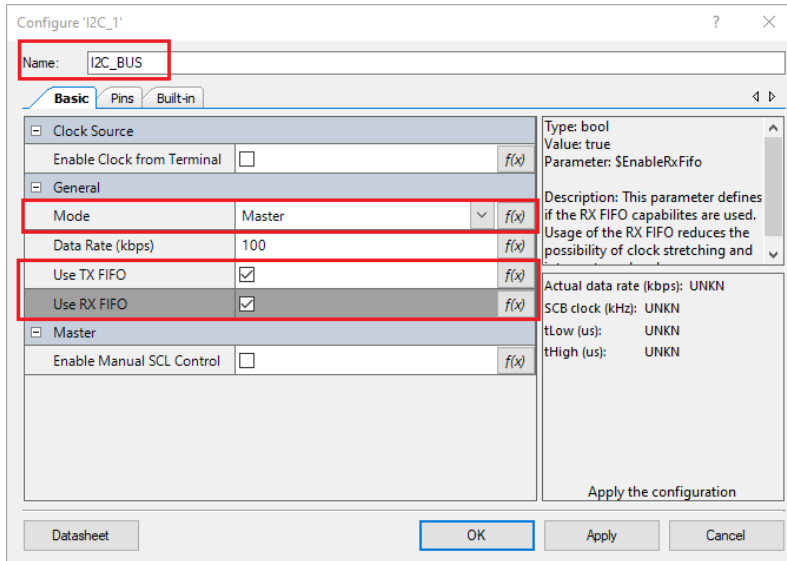 Configure 'I2C_1'
? ×
Name: I2C_BUS
Basic Pins Built-in
Clock Source
Enable Clock from Terminal f(x)
General
Mode Master f(x)
Data Rate (kbps) 100 f(x)
Use TX FIFO f(x)
Use RX FIFO f(x)
Master
Enable Manual SCL Control f(x)
Type: bool
Value: true
Parameter: $EnableRxFifo
Description: This parameter defines
if the RX FIFO capabilites are used.
Usage of the RX FIFO reduces the
possibility of clock stretching and
Actual data rate (kbps): UNKN
SCB clock (kHz): UNKN
tLow (us): UNKN
tHigh (us): UNKN
Apply the configuration
Datasheet OK Apply Cancel